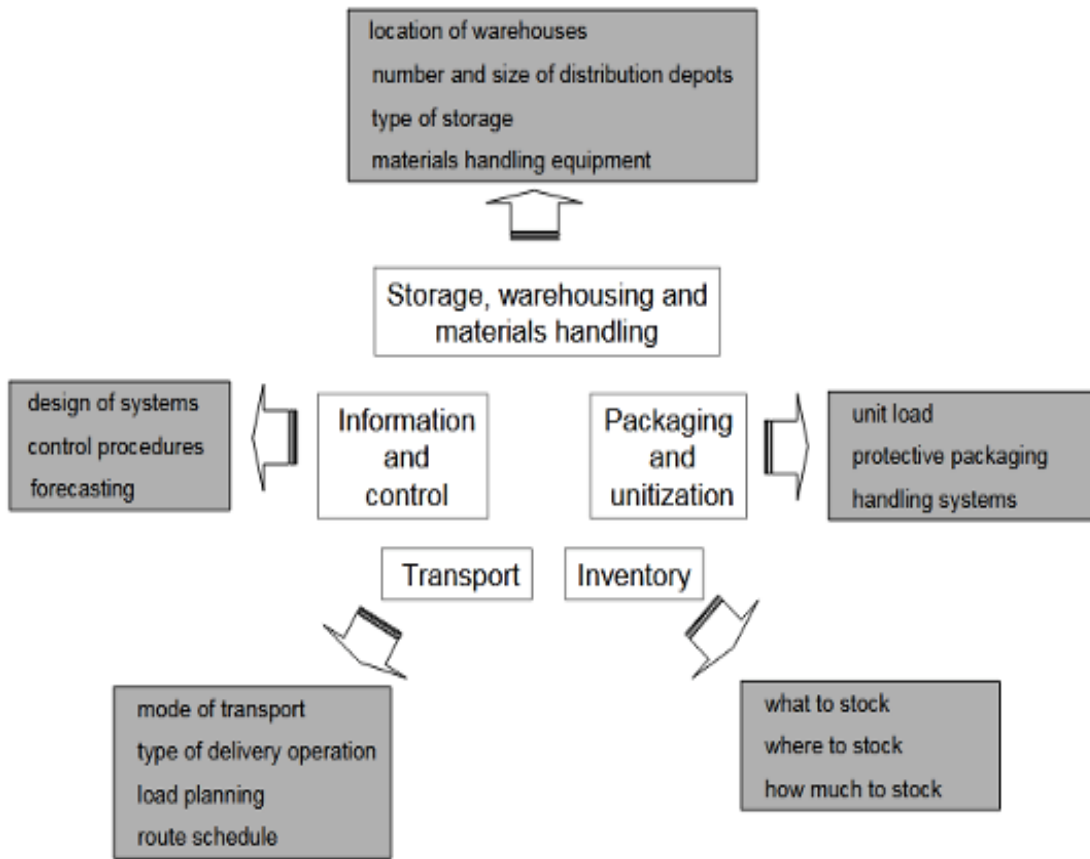 location of warehouses
number and size of distribution depots
type of storage
materials handling equipment
Storage, warehousing and
materials handling
design of systems
control procedures
forecasting
Information
and
control
Packaging
and
unitization
unit load
protective packaging
handling systems
Transport
Inventory
mode of transport
type of delivery operation
load planning
route schedule
what to stock
where to stock
how much to stock